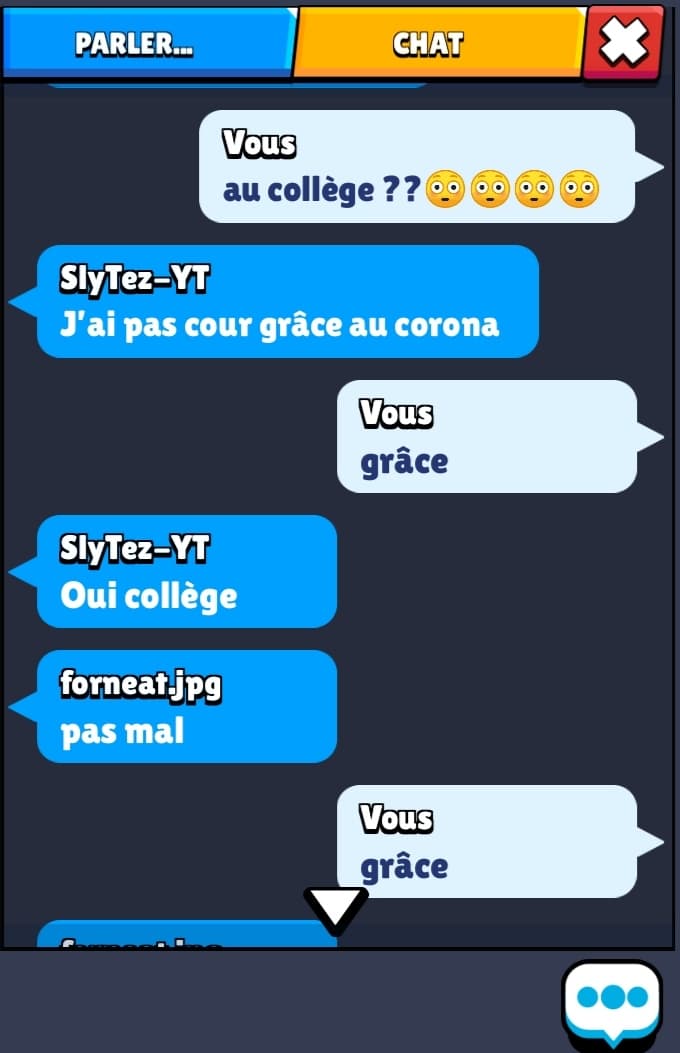 PARLER...
CHAT
Vous
au collège ??😳😳😳😳
SlyTez-YT
J'ai pas cour grâce au corona
Vous
grâce
SlyTez-YT
Oui collège
forneat.jpg
pas mal
Vous
grâce